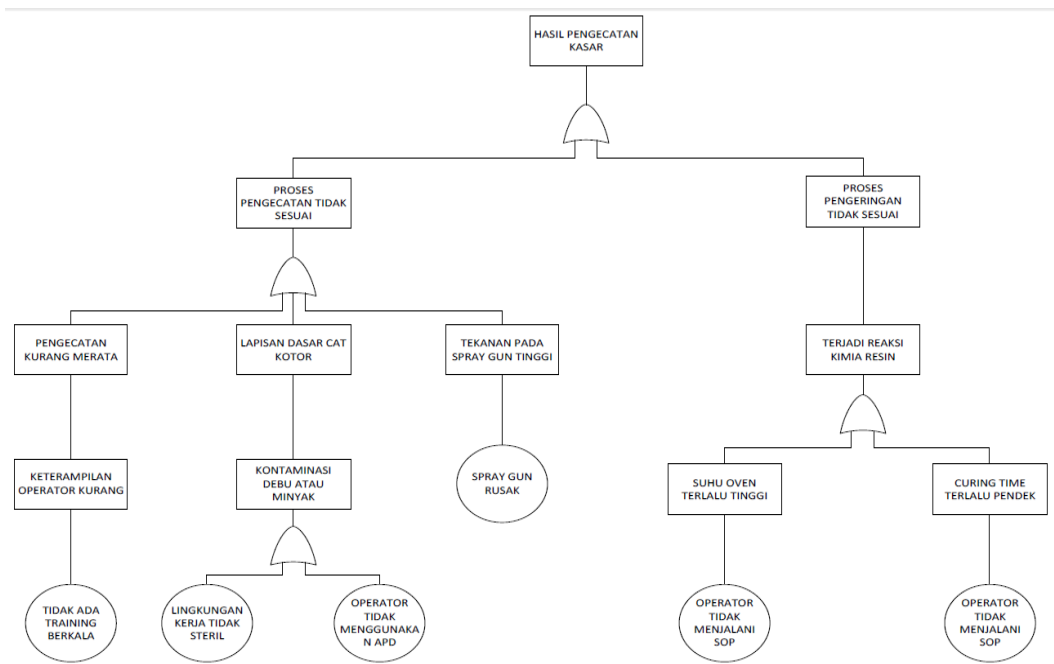 HASIL PENGECATAN
KASAR
PROSES
PENGECATAN TIDAK
SESUAI
PROSES
PENGERINGAN
TIDAK SESUAI
PENGECATAN
KURANG MERATA
LAPISAN DASAR CAT
KOTOR
TEKANAN PADA
SPRAY GUN TINGGI
TERJADI REAKSI
KIMIA RESIN
KETERAMPILAN
OPERATOR KURANG
KONTAMINASI
DEBU ATAU
MINYAK
SPRAY GUN
RUSAK
SUHU OVEN
TERLALU TINGGI
CURING TIME
TERLALU PENDEK
TIDAK ADA
TRAINING
BERKALA
LINGKUNGAN
KERJA TIDAK
STERIL
OPERATOR
TIDAK
MENGGUNAKA
N APD
OPERATOR
TIDAK
MENJALANI
SOP
OPERATOR
TIDAK
MENJALANI
SOP